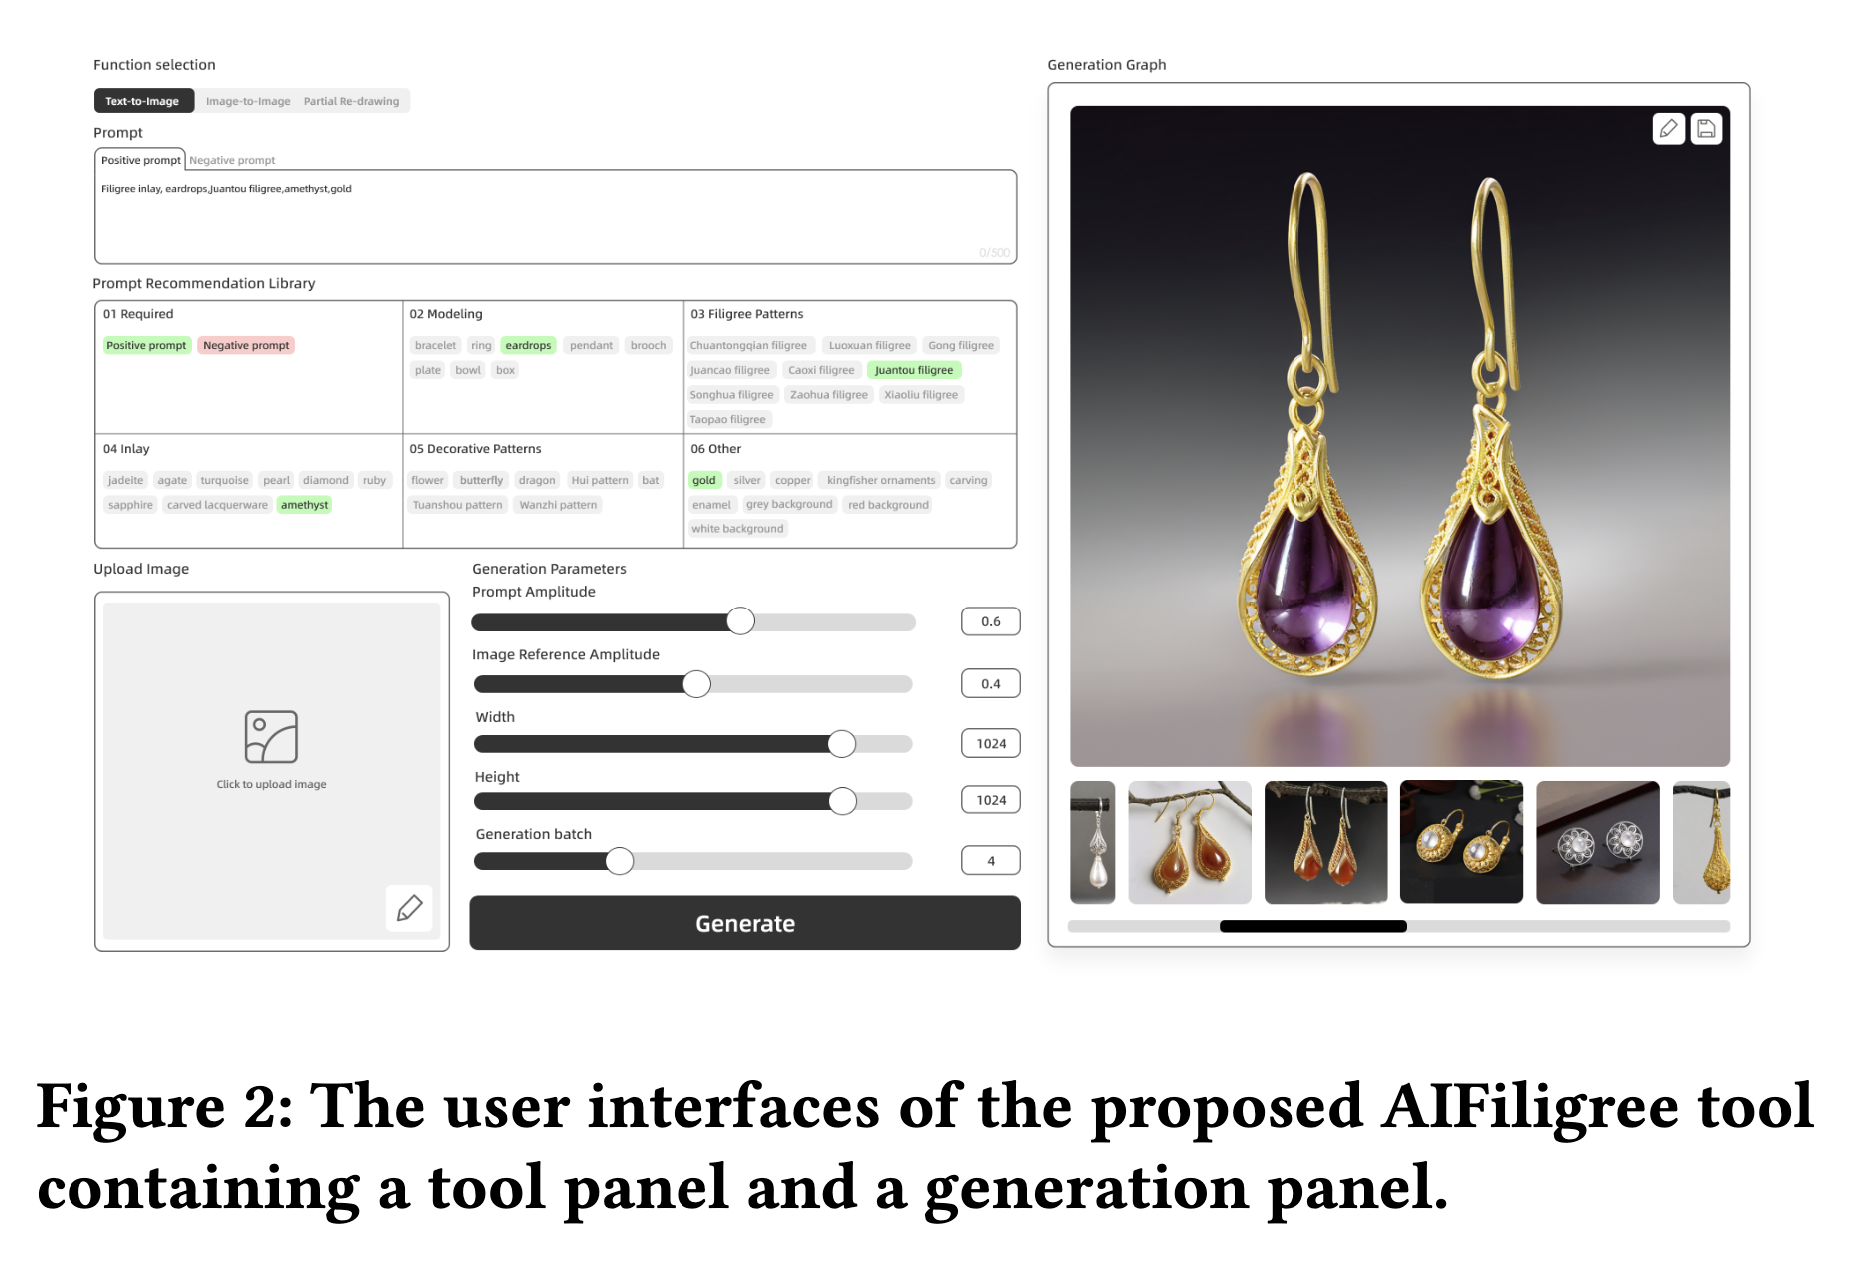 Function selection
Text-to-Image Image-to-Image Partial Re-drawing
Prompt
Positive prompt Negative prompt
Filigree inlay, eardrops,Juantou filigree,amethyst,gold
0/500
Prompt Recommendation Library
01 Required
Positive prompt Negative prompt
02 Modeling
bracelet ring eardrops pendant brooch
plate bowl box
03 Filigree Patterns
Chuantongqian filigree Luoxuan filigree Gong filigree
Juancao filigree Caoxi filigree Juantou filigree
Songhua filigree Zaohua filigree Xiaoliu filigree
Taopao filigree
04 Inlay
jadeite agate turquoise pearl diamond ruby
sapphire carved lacquerware amethyst
05 Decorative Patterns
flower butterfly dragon Hui pattern bat
Tuanshou pattern Wanzhi pattern
06 Other
gold silver copper kingfisher ornaments carving
enamel grey background red background
white background
Upload Image
Click to upload image
Generation Parameters
Prompt Amplitude
0.6
Image Reference Amplitude
0.4
Width
1024
Height
1024
Generation batch
4
Generate
Generation Graph
Figure 2: The user interfaces of the proposed AIFiligree tool
containing a tool panel and a generation panel.